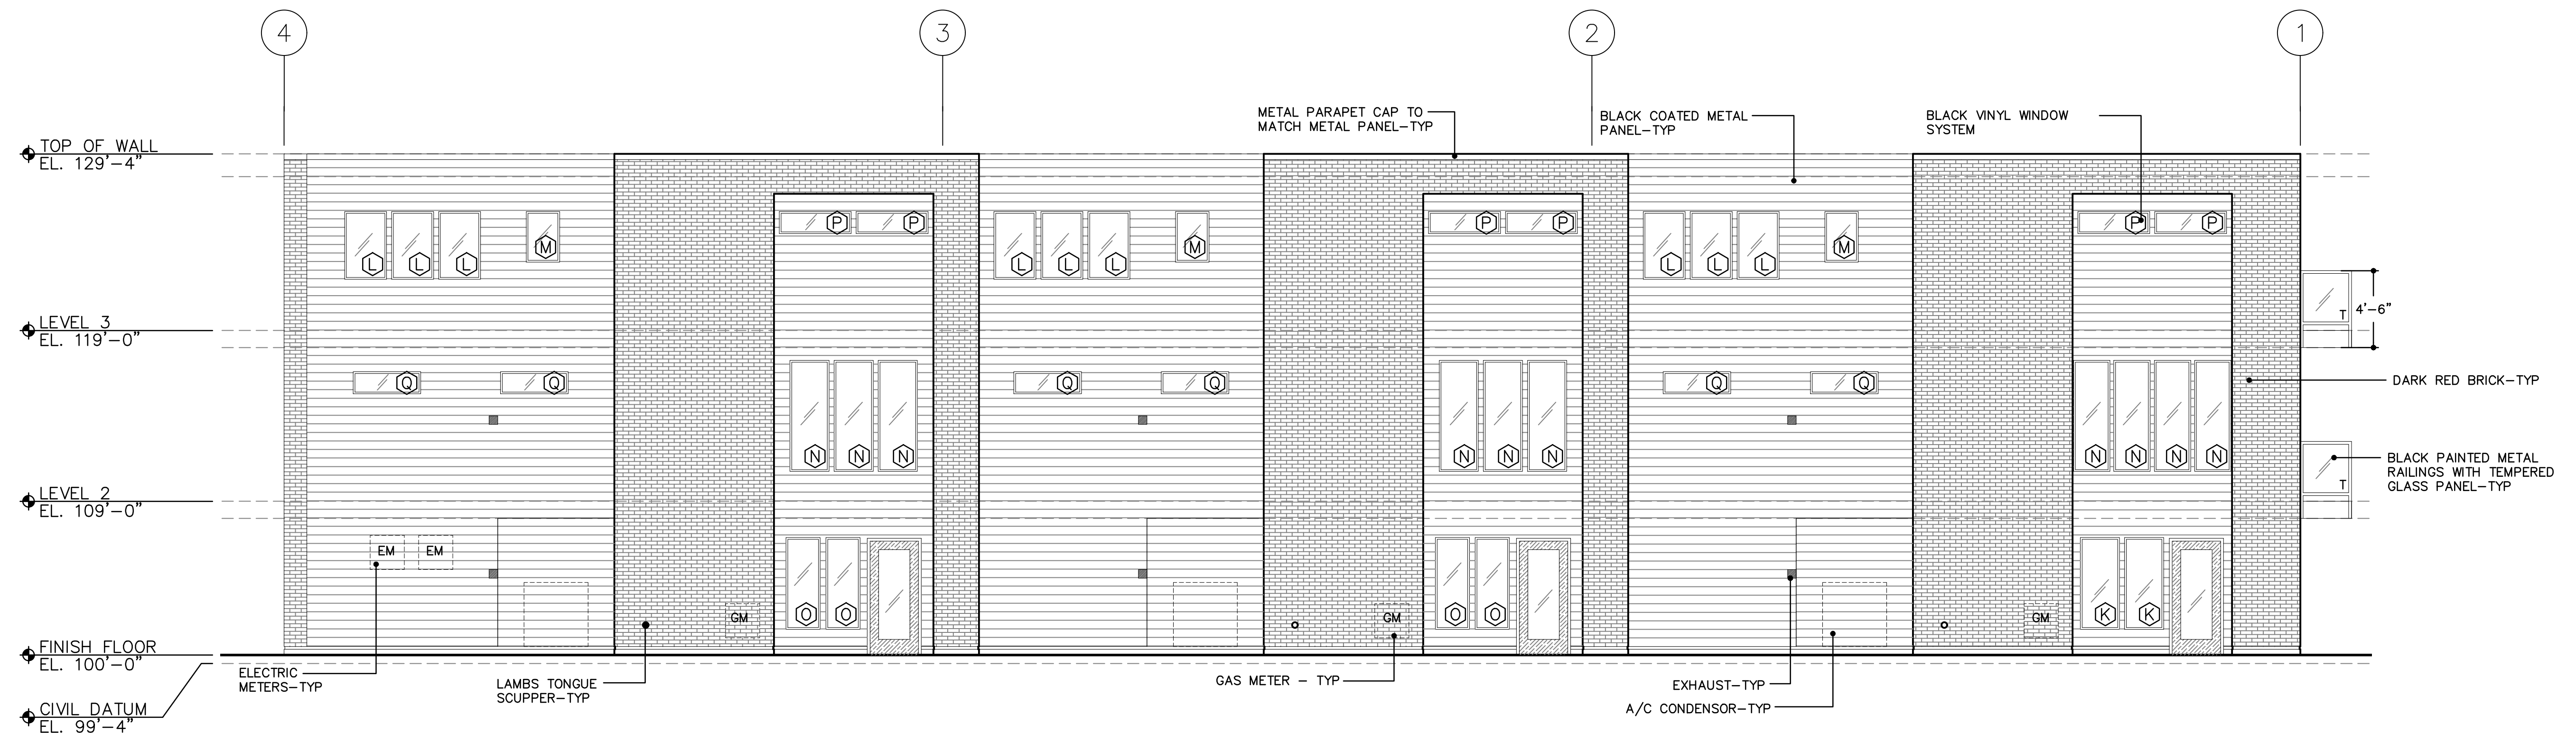 4
3
2
1
METAL PARAPET CAP TO
MATCH METAL PANEL-TYP
BLACK COATED METAL
PANEL-TYP
BLACK VINYL WINDOW
SYSTEM
TOP OF WALL
EL. 129'-4"
P
P
P
P
P
P
L
L
L
M
L
L
L
M
L
L
L
M
LEVEL 3
EL. 119'-0"
T
4'-6"
Q
Q
Q
Q
Q
Q
DARK RED BRICK-TYP
N
N
N
N
N
N
N
N
N
N
BLACK PAINTED METAL
RAILINGS WITH TEMPERED
GLASS PANEL-TYP
T
LEVEL 2
EL. 109'-0"
EM
EM
GM
O
O
GM
O
O
GM
K
K
FINISH FLOOR
EL. 100'-0"
ELECTRIC
METERS-TYP
LAMBS TONGUE
SCUPPER-TYP
GAS METER - TYP
EXHAUST-TYP
A/C CONDENSOR-TYP
CIVIL DATUM
EL. 99'-4"